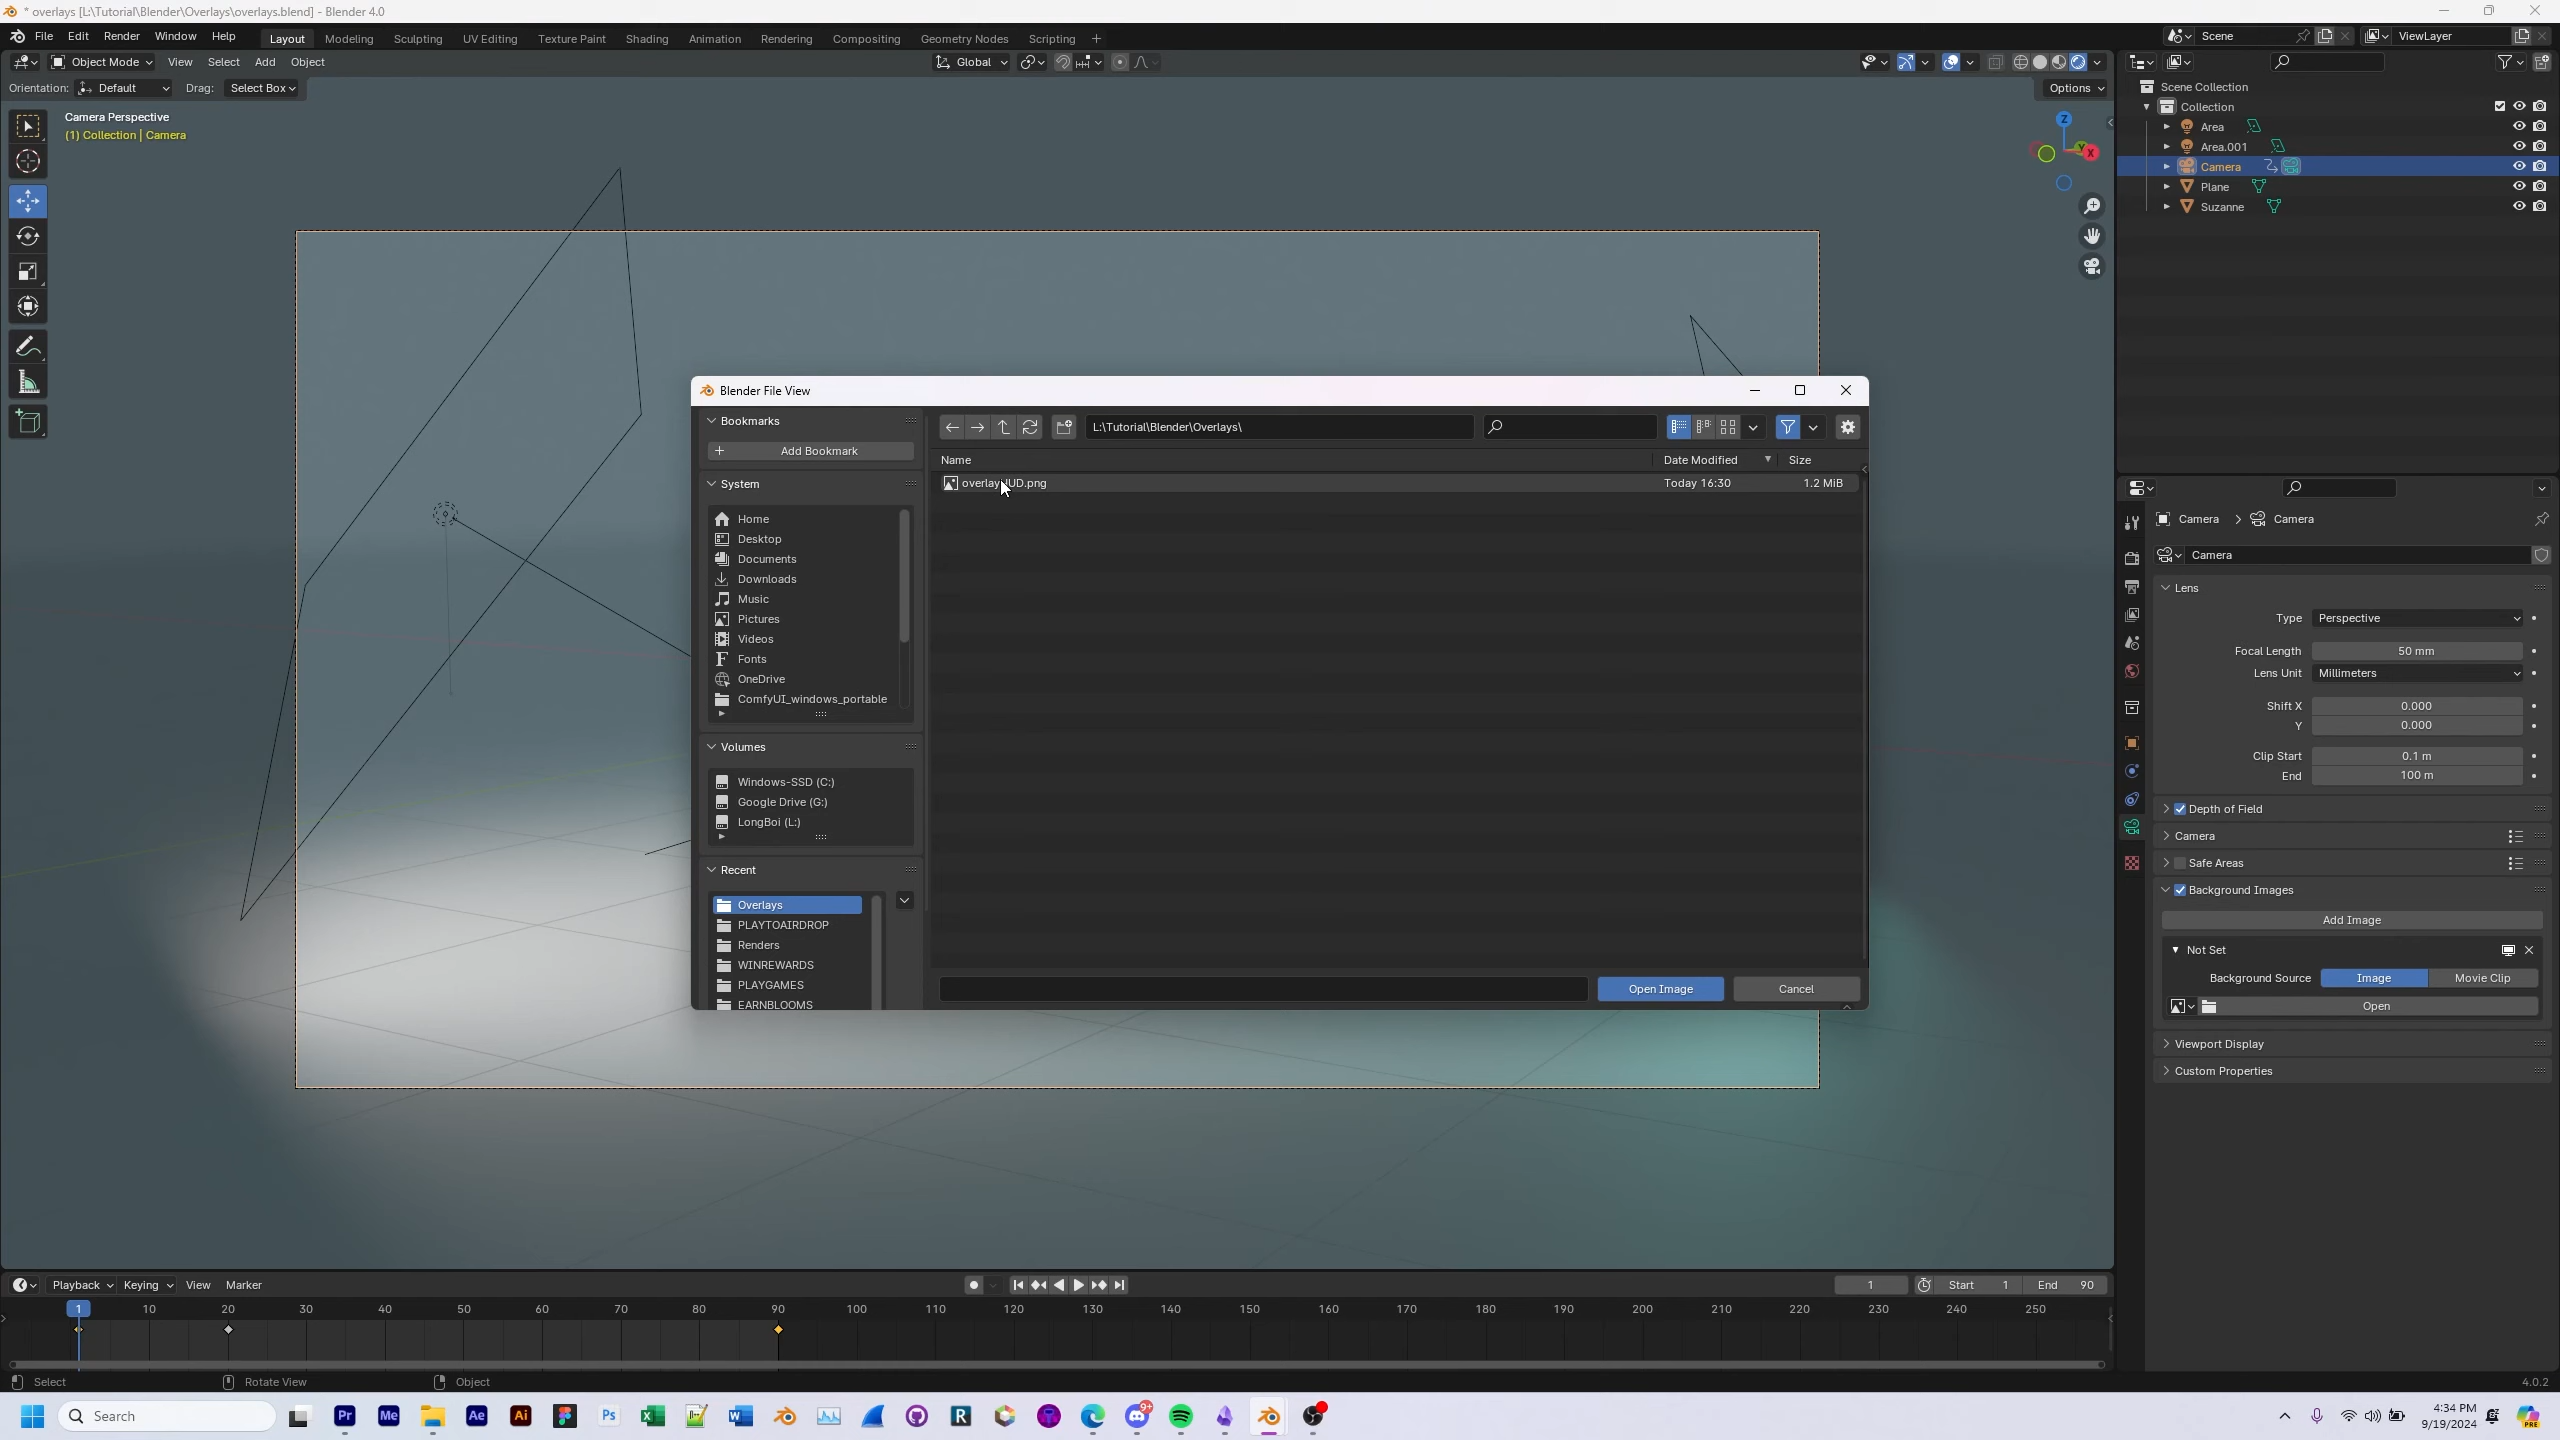 * overlays [L:\Tutorial\Blender\Overlays\overlays.blend] - Blender 4.0
File Edit Render Window Help Layout Modeling Sculpting UV Editing Texture Paint Shading Animation Rendering Compositing Geometry Nodes Scripting + Scene ViewLayer
Object Mode View Select Add Object Global
Orientation: Default Drag: Select Box Options
Camera Perspective
(1) Collection | Camera
Z
Y
X
Scene Collection
Collection
Area
Area.001
Camera
Plane
Suzanne
Blender File View
Bookmarks
Add Bookmark
System
Home
Desktop
Documents
Downloads
Music
Pictures
Videos
Fonts
OneDrive
ComfyUI_windows_portable
Volumes
Windows-SSD (C:)
Google Drive (G:)
LongBoi (L:)
Recent
Overlays
PLAYTOAIRDROP
Renders
WINREWARDS
PLAYGAMES
EARNBLOOMS
L:\Tutorial\Blender\Overlays\
Name Date Modified Size
Today 16:30 1.2 MiB
Open Image Cancel
Camera > Camera
Camera
Lens
Type Perspective
Focal Length 50 mm
Lens Unit Millimeters
Shift X 0.000
Y 0.000
Clip Start 0.1 m
End 100 m
Depth of Field
Camera
Safe Areas
Background Images
Add Image
Not Set
Background Source Image Movie Clip
Open
Viewport Display
Custom Properties
Playback Keying View Marker 1 Start 1 End 90
1 10 20 30 40 50 60 70 80 90 100 110 120 130 140 150 160 170 180 190 200 210 220 230 240 250
Select Rotate View Object 4.0.2
Search Pr Me Ae Ai Ps R 9+ PRE
4:34 PM
9/19/2024